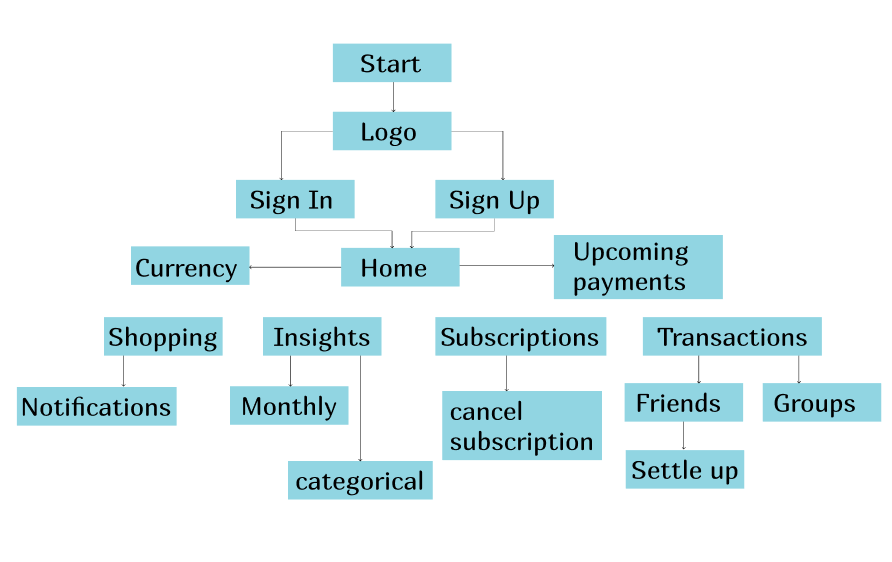 Start
Logo
Sign In
Sign Up
Currency
Home
Upcoming
payments
Shopping
Insights
Subscriptions
Transactions
Notifications
Monthly
cancel
subscription
Friends
Groups
categorical
Settle up